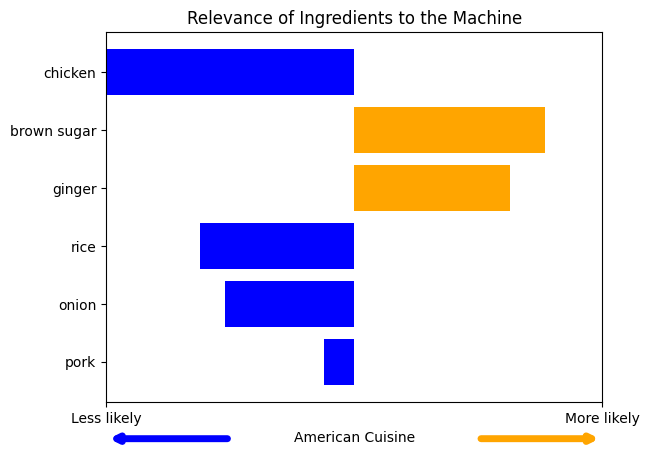 Relevance of Ingredients to the Machine
chicken
brown sugar
ginger
rice
onion
pork
Less likely
More likely
American Cuisine